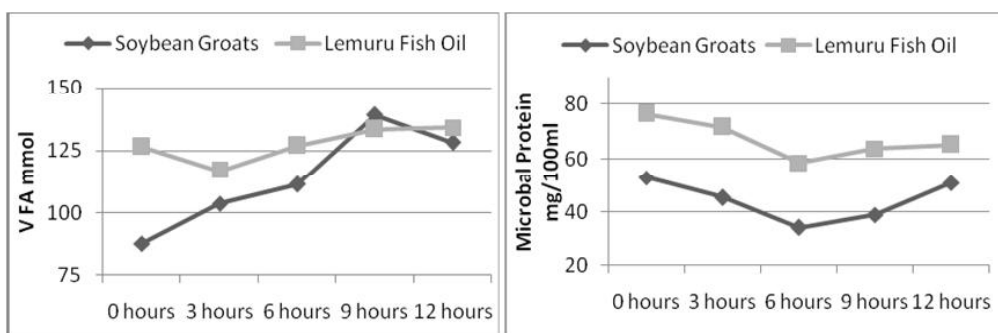 Soybean Groats Lemuru Fish Oil
V FA mmol
150
125
100
75
0 hours 3 hours 6 hours 9 hours 12 hours
Soybean Groats Lemuru Fish Oil
Microbal Protein
mg/100ml
80
60
40
20
0 hours 3 hours 6 hours 9 hours 12 hours